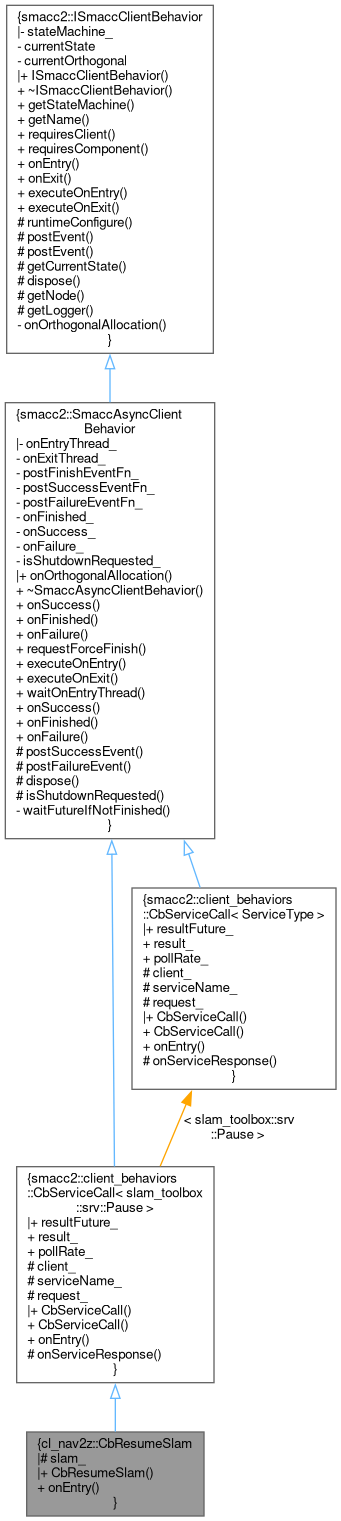 {smacc2::ISmaccClientBehavior
|- stateMachine_
- currentState
- currentOrthogonal
|+ ISmaccClientBehavior()
+ ~ISmaccClientBehavior()
+ getStateMachine()
+ getName()
+ requiresClient()
+ requiresComponent()
+ onEntry()
+ onExit()
+ executeOnEntry()
+ executeOnExit()
# runtimeConfigure()
# postEvent()
# postEvent()
# getCurrentState()
# dispose()
# getNode()
# getLogger()
- onOrthogonalAllocation()
}
{smacc2::SmaccAsyncClient
Behavior
|- onEntryThread_
- onExitThread_
- postFinishEventFn_
- postSuccessEventFn_
- postFailureEventFn_
- onFinished_
- onSuccess_
- onFailure_
- isShutdownRequested_
|+ onOrthogonalAllocation()
+ ~SmaccAsyncClientBehavior()
+ onSuccess()
+ onFinished()
+ onFailure()
+ requestForceFinish()
+ executeOnEntry()
+ executeOnExit()
+ waitOnEntryThread()
+ onSuccess()
+ onFinished()
+ onFailure()
# postSuccessEvent()
# postFailureEvent()
# dispose()
# isShutdownRequested()
- waitFutureIfNotFinished()
}
{smacc2::client_behaviors
::CbServiceCall< ServiceType >
|+ resultFuture_
+ result_
+ pollRate_
# client_
# serviceName_
# request_
|+ CbServiceCall()
+ CbServiceCall()
+ onEntry()
# onServiceResponse()
}
< slam_toolbox::srv
::Pause >
{smacc2::client_behaviors
::CbServiceCall< slam_toolbox
::srv::Pause >
|+ resultFuture_
+ result_
+ pollRate_
# client_
# serviceName_
# request_
|+ CbServiceCall()
+ CbServiceCall()
+ onEntry()
# onServiceResponse()
}
{cl_nav2z::CbResumeSlam
|# slam_
|+ CbResumeSlam()
+ onEntry()
}